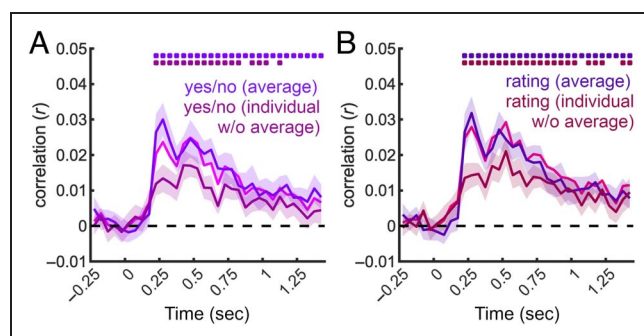 A
B
0.05
0.04
0.03
0.02
0.01
0
−0.01
correlation (r)
yes/no (average)
yes/no (individual
w/o average)
−0.25
0
0.25
0.5
0.75
1
1.25
Time (sec)
0.05
0.04
0.03
0.02
0.01
0
−0.01
correlation (r)
rating (average)
rating (individual
w/o average)
−0.25
0
0.25
0.5
0.75
1
1.25
Time (sec)